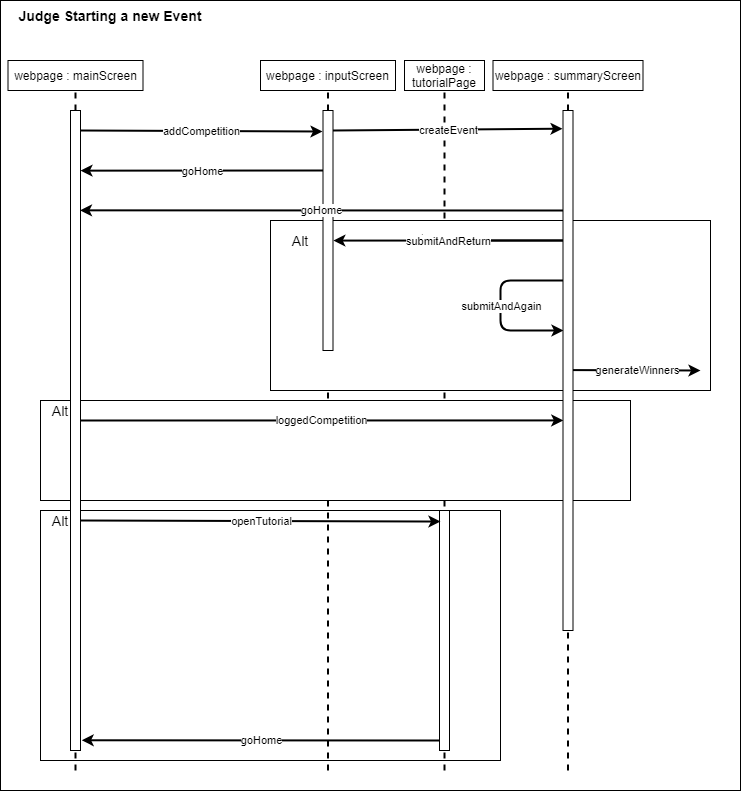 Judge Starting a new Event
webpage : mainScreen
webpage : inputScreen
webpage :
tutorialPage
webpage : summaryScreen
addCompetition
createEvent
goHome
goHome
Alt
submitAndReturn
submitAndAgain
generateWinners
Alt
loggedCompetition
Alt
openTutorial
goHome